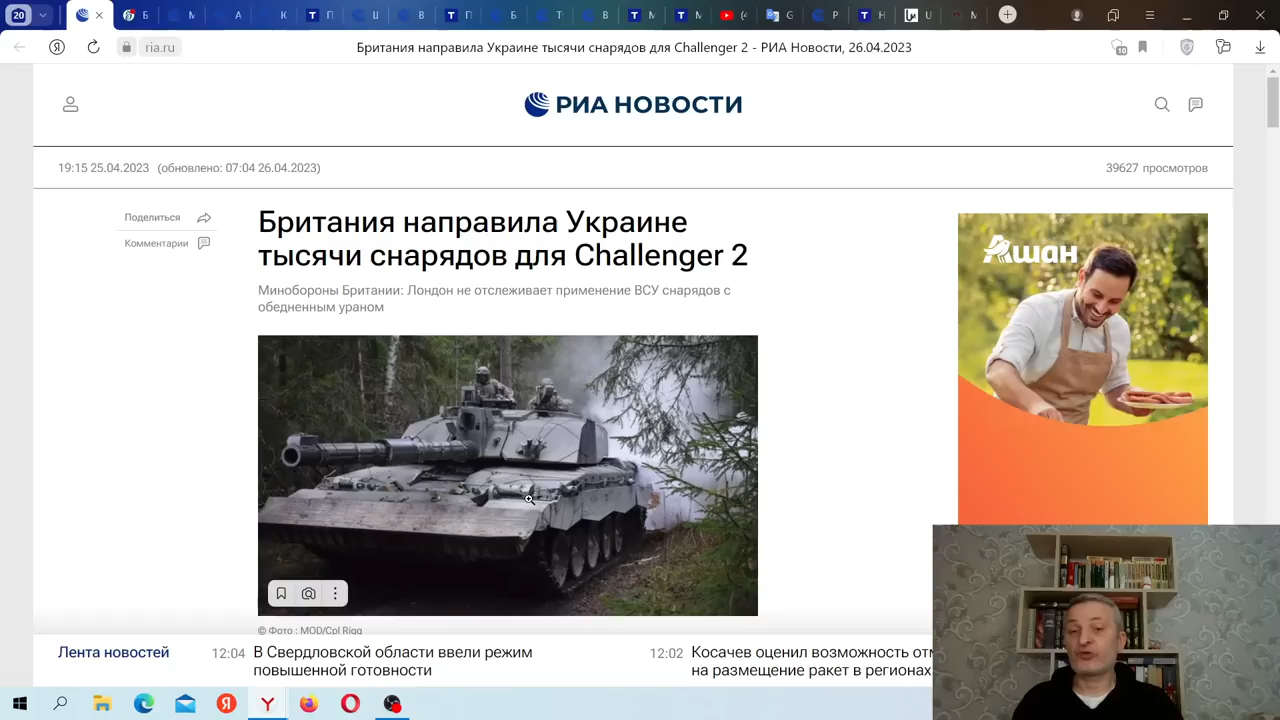 20
ria.ru
Британия направила Украине тысячи снарядов для Challenger 2 - РИА Новости, 26.04.2023
10
РИА НОВОСТИ
19:15 25.04.2023 (обновлено: 07:04 26.04.2023)
39627 просмотров
Поделиться
Комментарии
Британия направила Украине
тысячи снарядов для Challenger 2
Минобороны Британии: Лондон не отслеживает применение ВСУ снарядов с
обедненным ураном
Ашан
© Фото : MOD/Cpl Rigg
Лента новостей
12:04
В Свердловской области ввели режим
повышенной готовности
12:02
Косачев оценил возможность
на размещение ракет в регионах